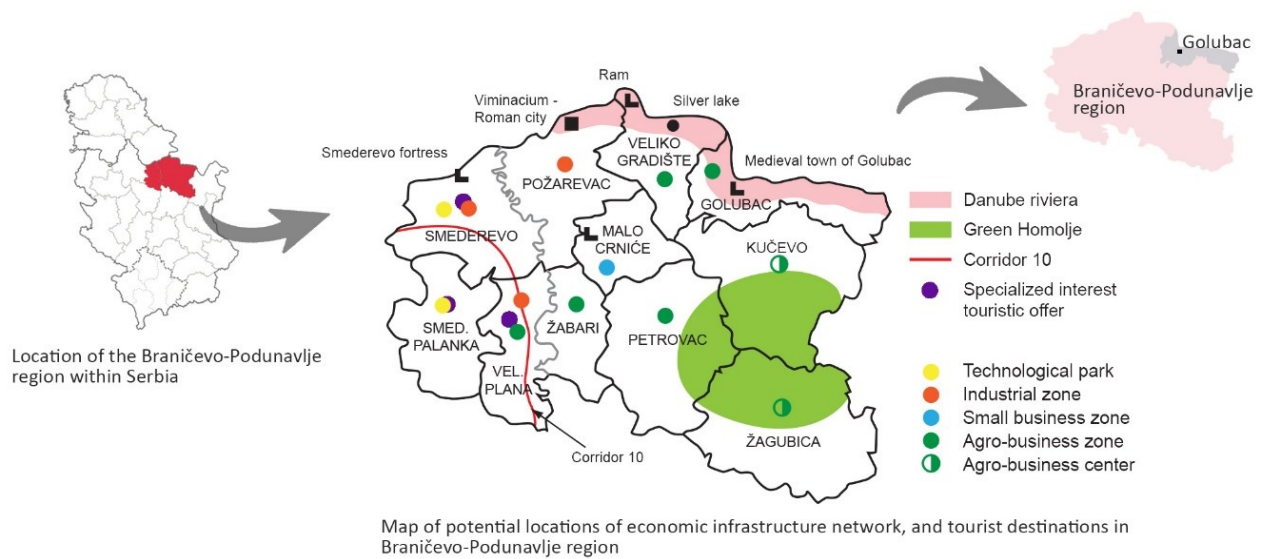 Location of the Braničevo-Podunavlje
region within Serbia
Ram
Viminacium -
Roman city
Silver lake
Smederevo fortress
Medieval town of Golubac
VELIKO
GRADIŠTE
POŽAREVAC
GOLUBAC
SMEDEREVO
MALO
CRNIĆE
KUČEVO
SMED.
PALANKA
ŽABARI
PETROVAC
VEL.
PLANA
ŽAGUBICA
Corridor 10
Golubac
Braničevo-Podunavlje
region
Danube riviera
Green Homolje
Corridor 10
Specialized interest
touristic offer
Technological park
Industrial zone
Small business zone
Agro-business zone
Agro-business center
Map of potential locations of economic infrastructure network, and tourist destinations in
Braničevo-Podunavlje region